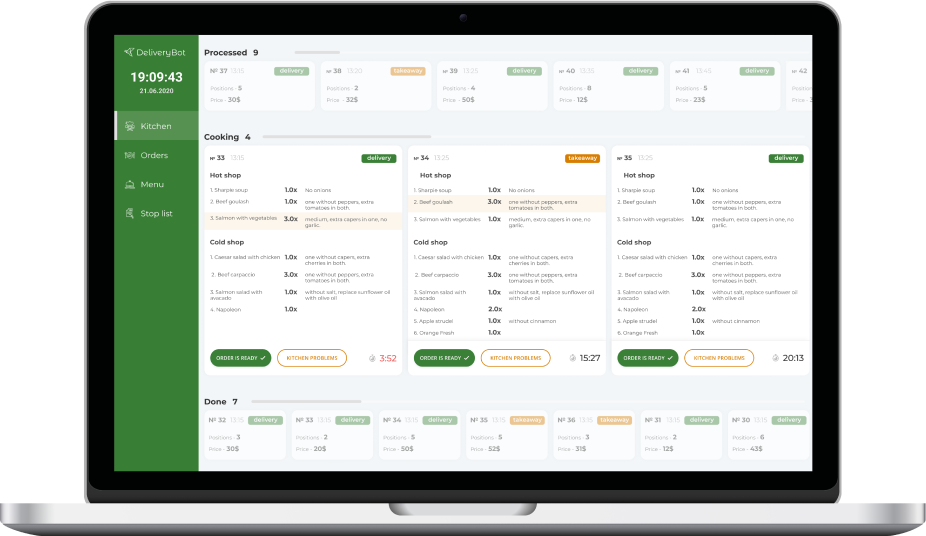 DeliveryBot
19:09:43
21.06.2020
Kitchen
Orders
Menu
Stop list
Processed 9
№ 37 13:15 delivery
Positions - 5
Price - 30$
№ 38 13:20 takeaway
Positions - 2
Price - 32$
№ 39 13:25 delivery
Positions - 4
Price - 50$
№ 40 13:35 delivery
Positions - 8
Price - 12$
№ 41 13:45 delivery
Positions - 5
Price - 23$
№ 42
Cooking 4
№ 33 13:15 delivery
Hot shop
1. Sharpie soup 1.0x No onions
2. Beef goulash 1.0x one without peppers, extra
tomatoes in both.
3. Salmon with vegetables 3.0x medium, extra capers in one, no
garlic.
Cold shop
1. Caesar salad with chicken 1.0x one without capers, extra
cherries in both.
2. Beef carpaccio 3.0x one without peppers, extra
tomatoes in both.
3. Salmon salad with 1.0x without salt, replace sunflower oil
avocado with olive oil
4. Napoleon 1.0x
ORDER IS READY KITCHEN PROBLEMS 3:52
№ 34 13:25 takeaway
Hot shop
1. Sharpie soup 1.0x No onions
2. Beef goulash 3.0x one without peppers, extra
tomatoes in both.
3. Salmon with vegetables 1.0x medium, extra capers in one, no
garlic.
Cold shop
1. Caesar salad with chicken 1.0x one without capers, extra
cherries in both.
2. Beef carpaccio 3.0x one without peppers, extra
tomatoes in both.
3. Salmon salad with 1.0x without salt, replace sunflower oil
avocado with olive oil
4. Napoleon 2.0x
5. Apple strudel 1.0x without cinnamon
6. Orange Fresh 1.0x
ORDER IS READY KITCHEN PROBLEMS 15:27
№ 35 13:25 delivery
Hot shop
1. Sharpie soup 1.0x No onions
2. Beef goulash 1.0x one without peppers, extra
tomatoes in both.
3. Salmon with vegetables 1.0x medium, extra capers in one, no
garlic.
Cold shop
1. Caesar salad with chicken 1.0x one without capers, extra
cherries in both.
2. Beef carpaccio 3.0x one without peppers, extra
tomatoes in both.
3. Salmon salad with 1.0x without salt, replace sunflower oil
avocado with olive oil
4. Napoleon 2.0x
5. Apple strudel 1.0x without cinnamon
6. Orange Fresh 1.0x
ORDER IS READY KITCHEN PROBLEMS 20:13
Done 7
№ 32 13:15 delivery
Positions - 3
Price - 30$
№ 33 13:15 delivery
Positions - 2
Price - 20$
№ 34 13:15 delivery
Positions - 5
Price - 50$
№ 35 13:15 takeaway
Positions - 5
Price - 52$
№ 36 13:15 takeaway
Positions - 3
Price - 31$
№ 31 13:15 delivery
Positions - 2
Price - 12$
№ 30 13:15 delivery
Positions - 6
Price - 43$